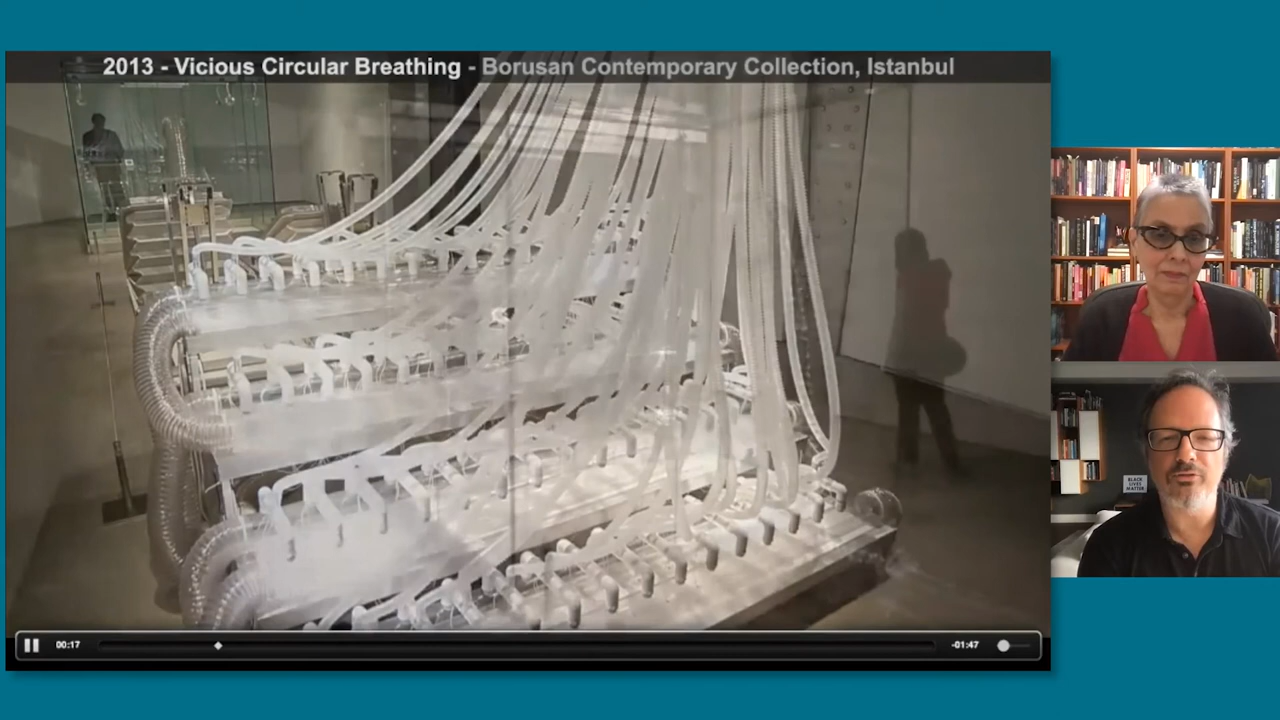 2013 - Vicious Circular Breathing - Borusan Contemporary Collection, Istanbul
BLACK
LIVES
MATTER
00:17
-01:47